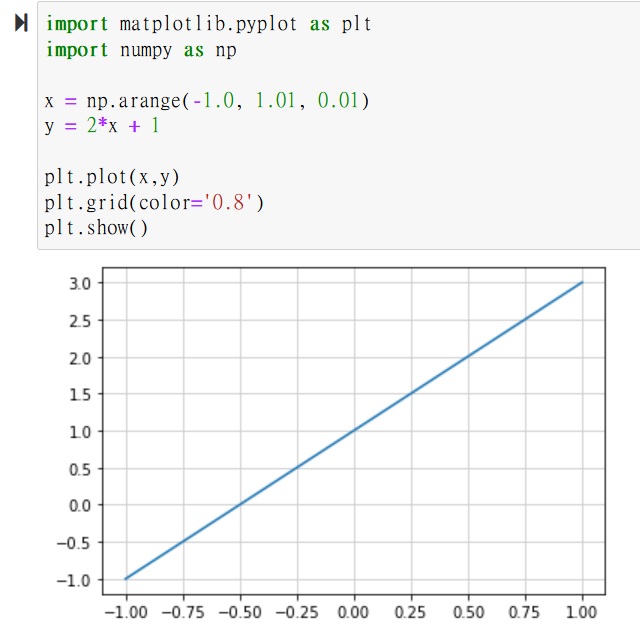 import matplotlib.pyplot as plt
import numpy as np
x = np.arange(-1.0, 1.01, 0.01)
y = 2*x + 1
plt.plot(x,y)
plt.grid(color='0.8')
plt.show()
3.0
2.5
2.0
1.5
1.0
0.5
0.0
−0.5
−1.0
−1.00 −0.75 −0.50 −0.25 0.00 0.25 0.50 0.75 1.00